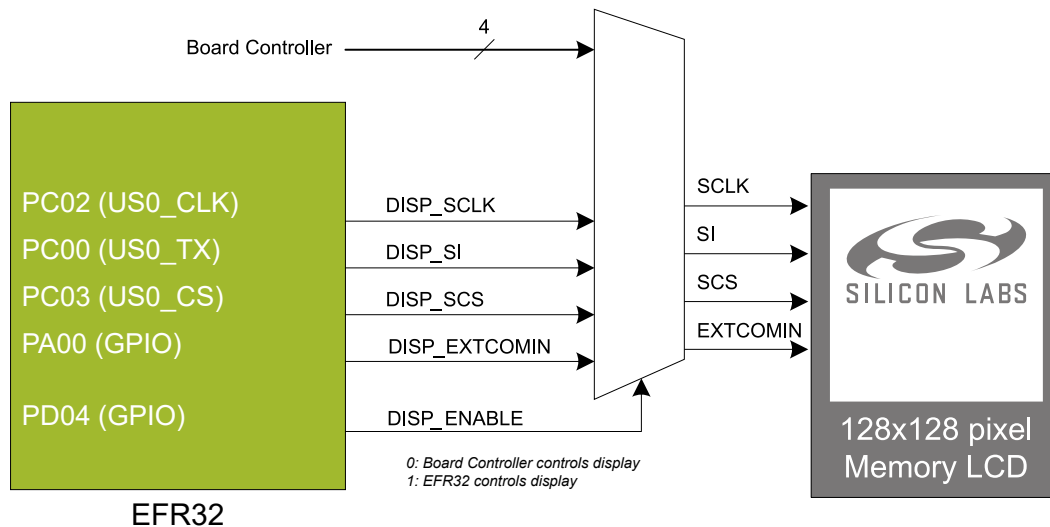 4
Board Controller
PC02 (US0_CLK)
PC00 (US0_TX)
PC03 (US0_CS)
PA00 (GPIO)
PD04 (GPIO)
EFR32
DISP_SCLK
DISP_SI
DISP_SCS
DISP_EXTCOMIN
DISP_ENABLE
0: Board Controller controls display
1: EFR32 controls display
SCLK
SI
SCS
EXTCOMIN
SILICON LABS
128x128 pixel
Memory LCD